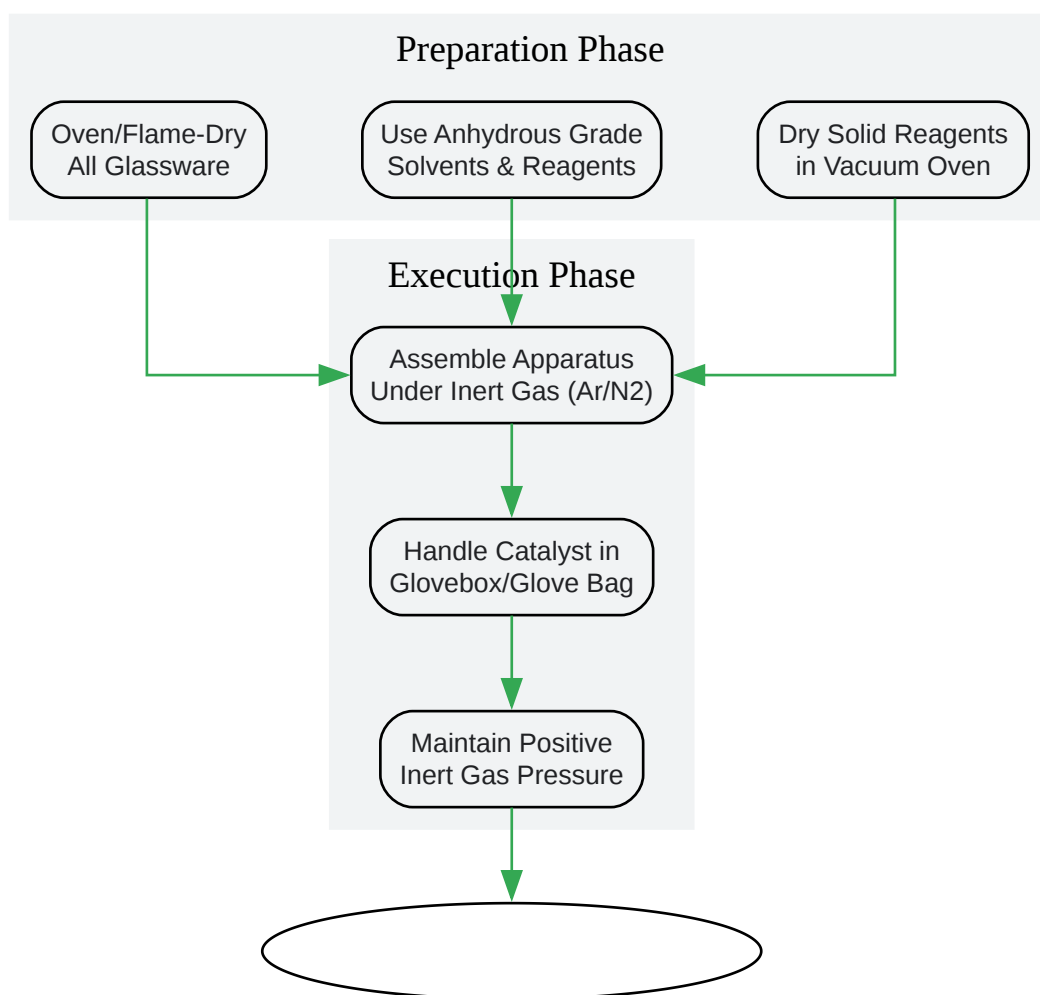 Preparation Phase
Oven/Flame-Dry
All Glassware
Use Anhydrous Grade
Solvents & Reagents
Dry Solid Reagents
in Vacuum Oven
Execution Phase
Assemble Apparatus
Under Inert Gas (Ar/N2)
Handle Catalyst in
Glovebox/Glove Bag
Maintain Positive
Inert Gas Pressure